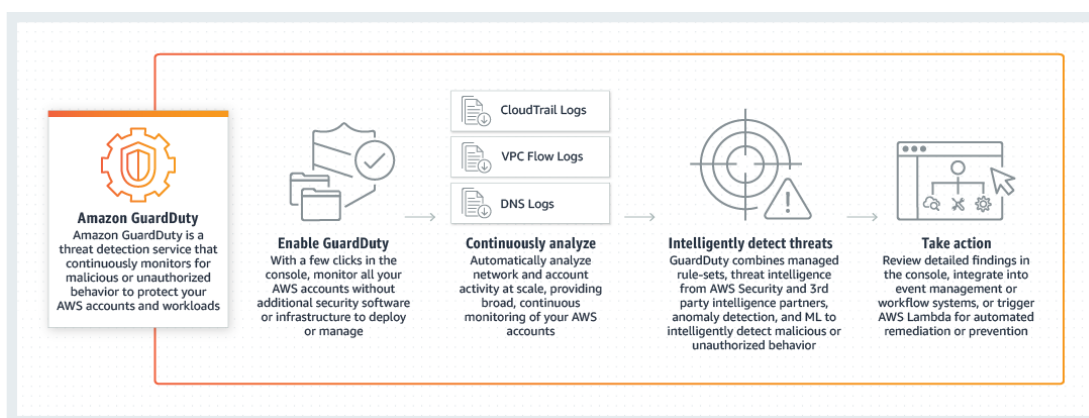 Amazon GuardDuty
Amazon GuardDuty is a
threat detection service that
continuously monitors for
malicious or unauthorized
behavior to protect your
AWS accounts and workloads
Enable GuardDuty
With a few clicks in the
console, monitor all your
AWS accounts without
additional security software
or infrastructure to deploy
or manage
CloudTrail Logs
VPC Flow Logs
DNS Logs
Continuously analyze
Automatically analyze
network and account
activity at scale, providing
broad, continuous
monitoring of your AWS
accounts
Intelligently detect threats
GuardDuty combines managed
rule-sets, threat intelligence
from AWS Security and 3rd
party intelligence partners,
anomaly detection, and ML to
intelligently detect malicious or
unauthorized behavior
Take action
Review detailed findings in
the console, integrate into
event management or
workflow systems, or trigger
AWS Lambda for automated
remediation or prevention